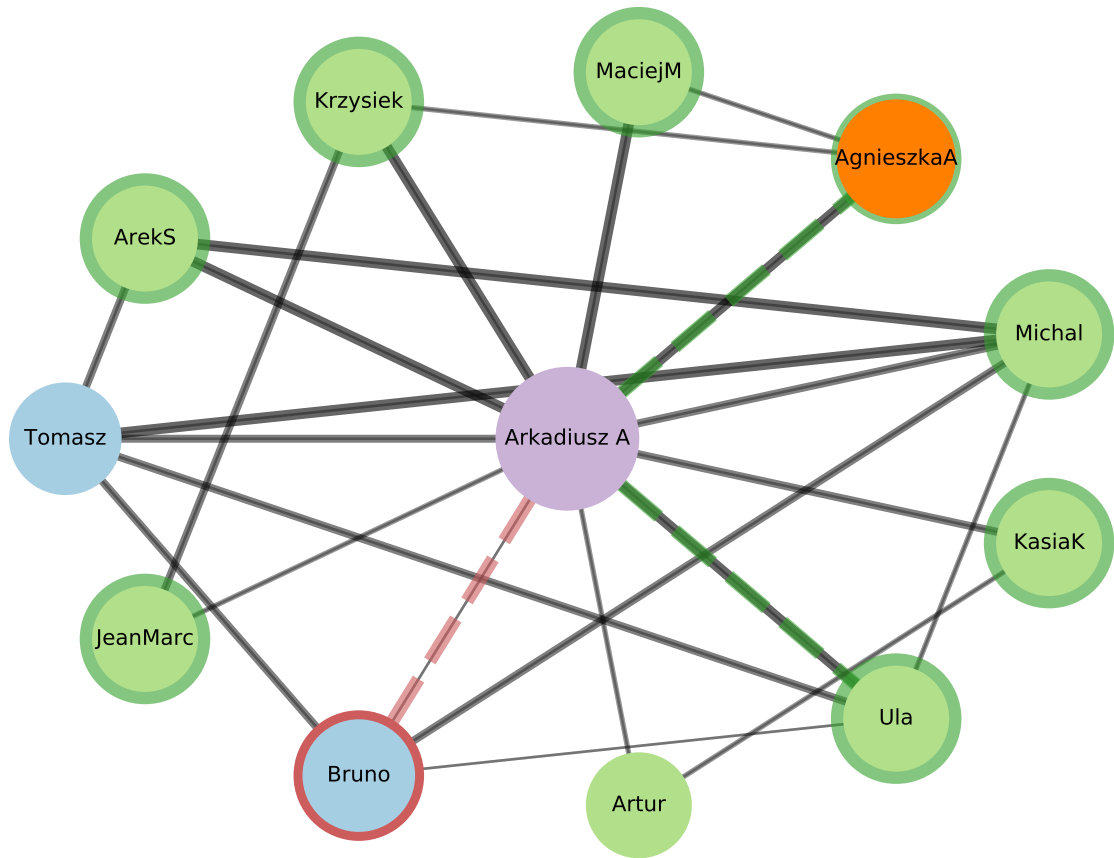 MaciejM
Krzysiek
AgnieszkaA
ArekS
Michal
Tomasz
Arkadiusz A
KasiaK
JeanMarc
Ula
Bruno
Artur